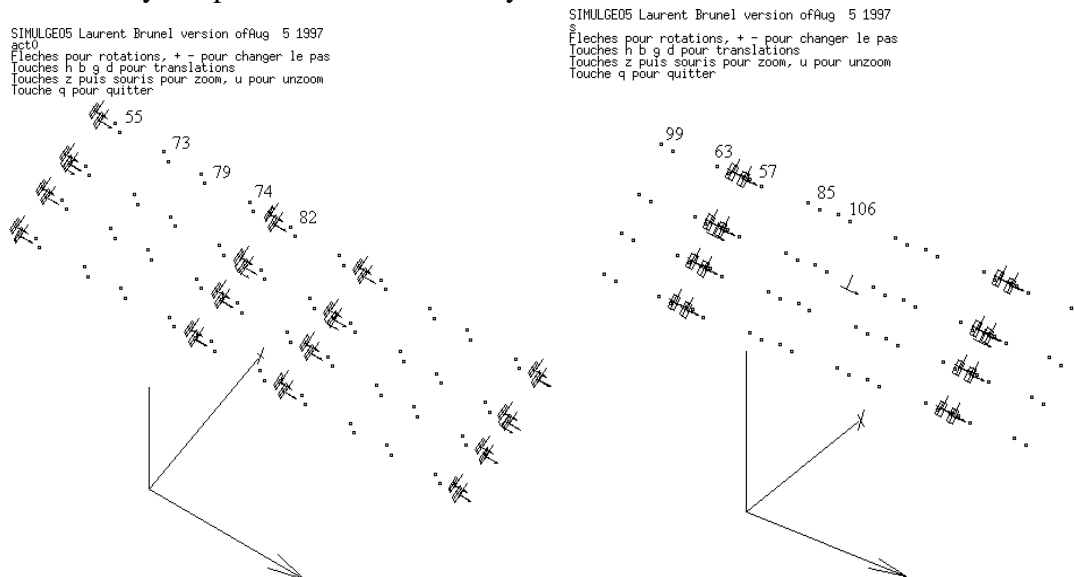 SIMULGEO5 Laurent Brunel version ofAug  5 1997
act0
Fleches pour rotations, + - pour changer le pas
Touches h b g d pour translations
Touches z puis souris pour zoom, u pour unzoom
Touche q pour quitter
55
73
79
74
82
SIMULGEO5 Laurent Brunel version ofAug  5 1997
s
Fleches pour rotations, + - pour changer le pas
Touches h b g d pour translations
Touches z puis souris pour zoom, u pour unzoom
Touche q pour quitter
99
63
57
85
106